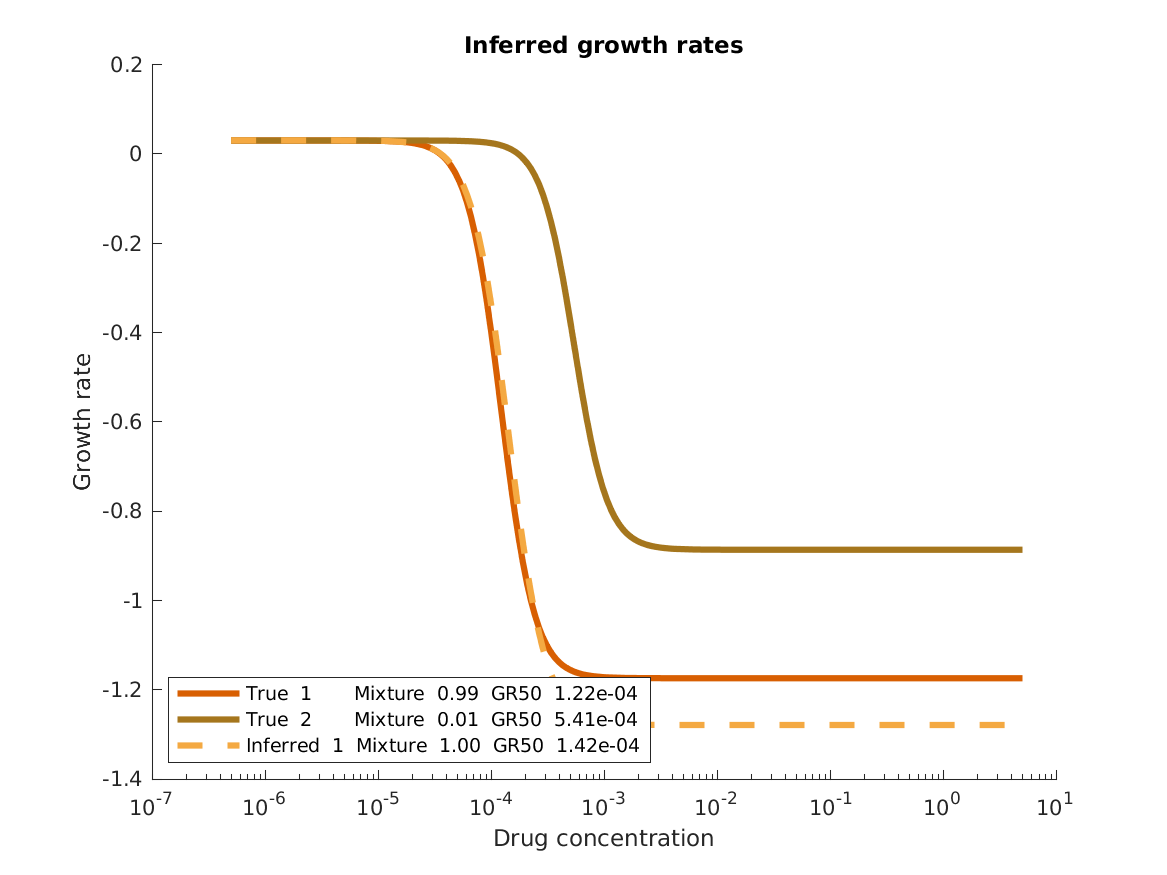 Inferred growth rates
Growth rate
0.2
0
-0.2
-0.4
-0.6
-0.8
-1
-1.2
-1.4
True 1 Mixture 0.99 GR50 1.22e-04
True 2 Mixture 0.01 GR50 5.41e-04
Inferred 1 Mixture 1.00 GR50 1.42e-04
10^-7 10^-6 10^-5 10^-4 10^-3 10^-2 10^-1 10^0 10^1
Drug concentration